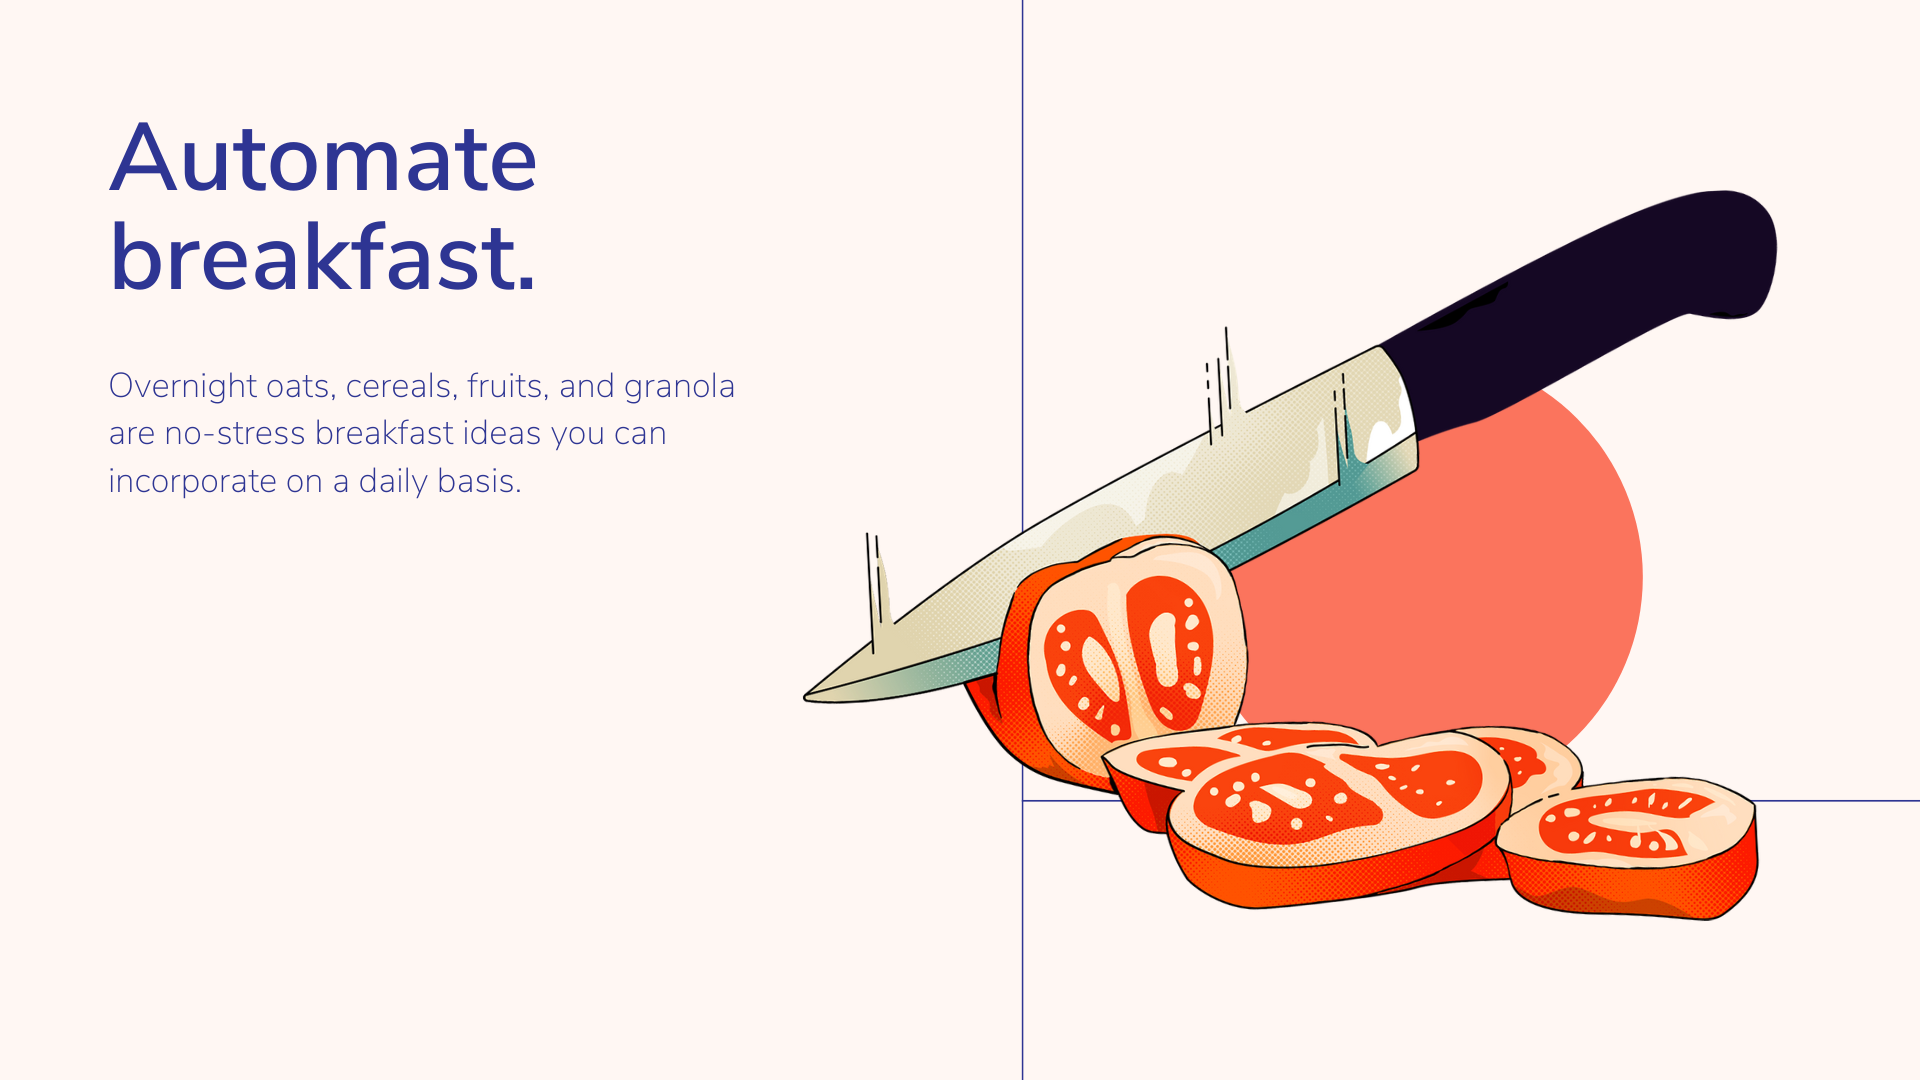 Automate
breakfast.
Overnight oats, cereals, fruits, and granola
are no-stress breakfast ideas you can
incorporate on a daily basis.